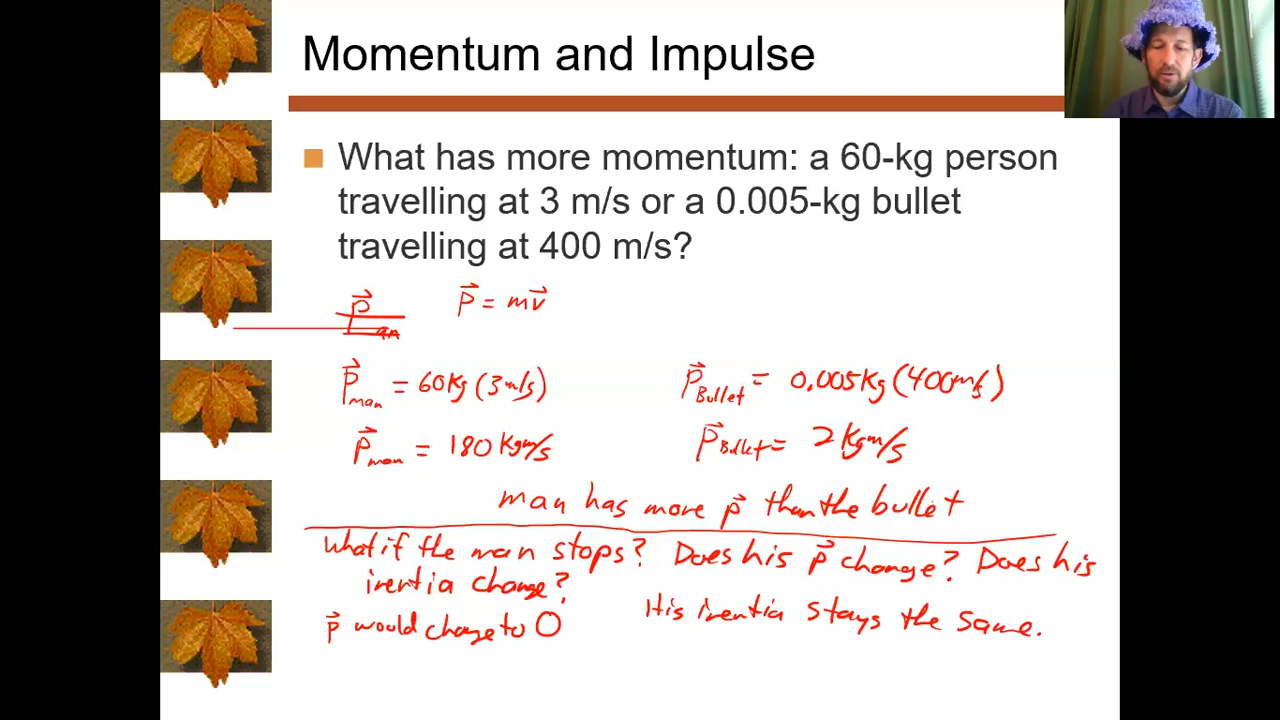 Momentum and Impulse
What has more momentum: a 60-kg person
travelling at 3 m/s or a 0.005-kg bullet
travelling at 400 m/s?
p⃗ p⃗ = mv⃗
an
p⃗man = 60Kg (3m/s) p⃗Bullet = 0.005Kg (400m/s)
p⃗man = 180 Kgm/s p⃗Bullet = 2 Kgm/s
man has more p⃗ than the bullet
What if the man stops? Does his p⃗ change? Does his
inertia change?
p⃗ would change to 0 His inertia stays the same.